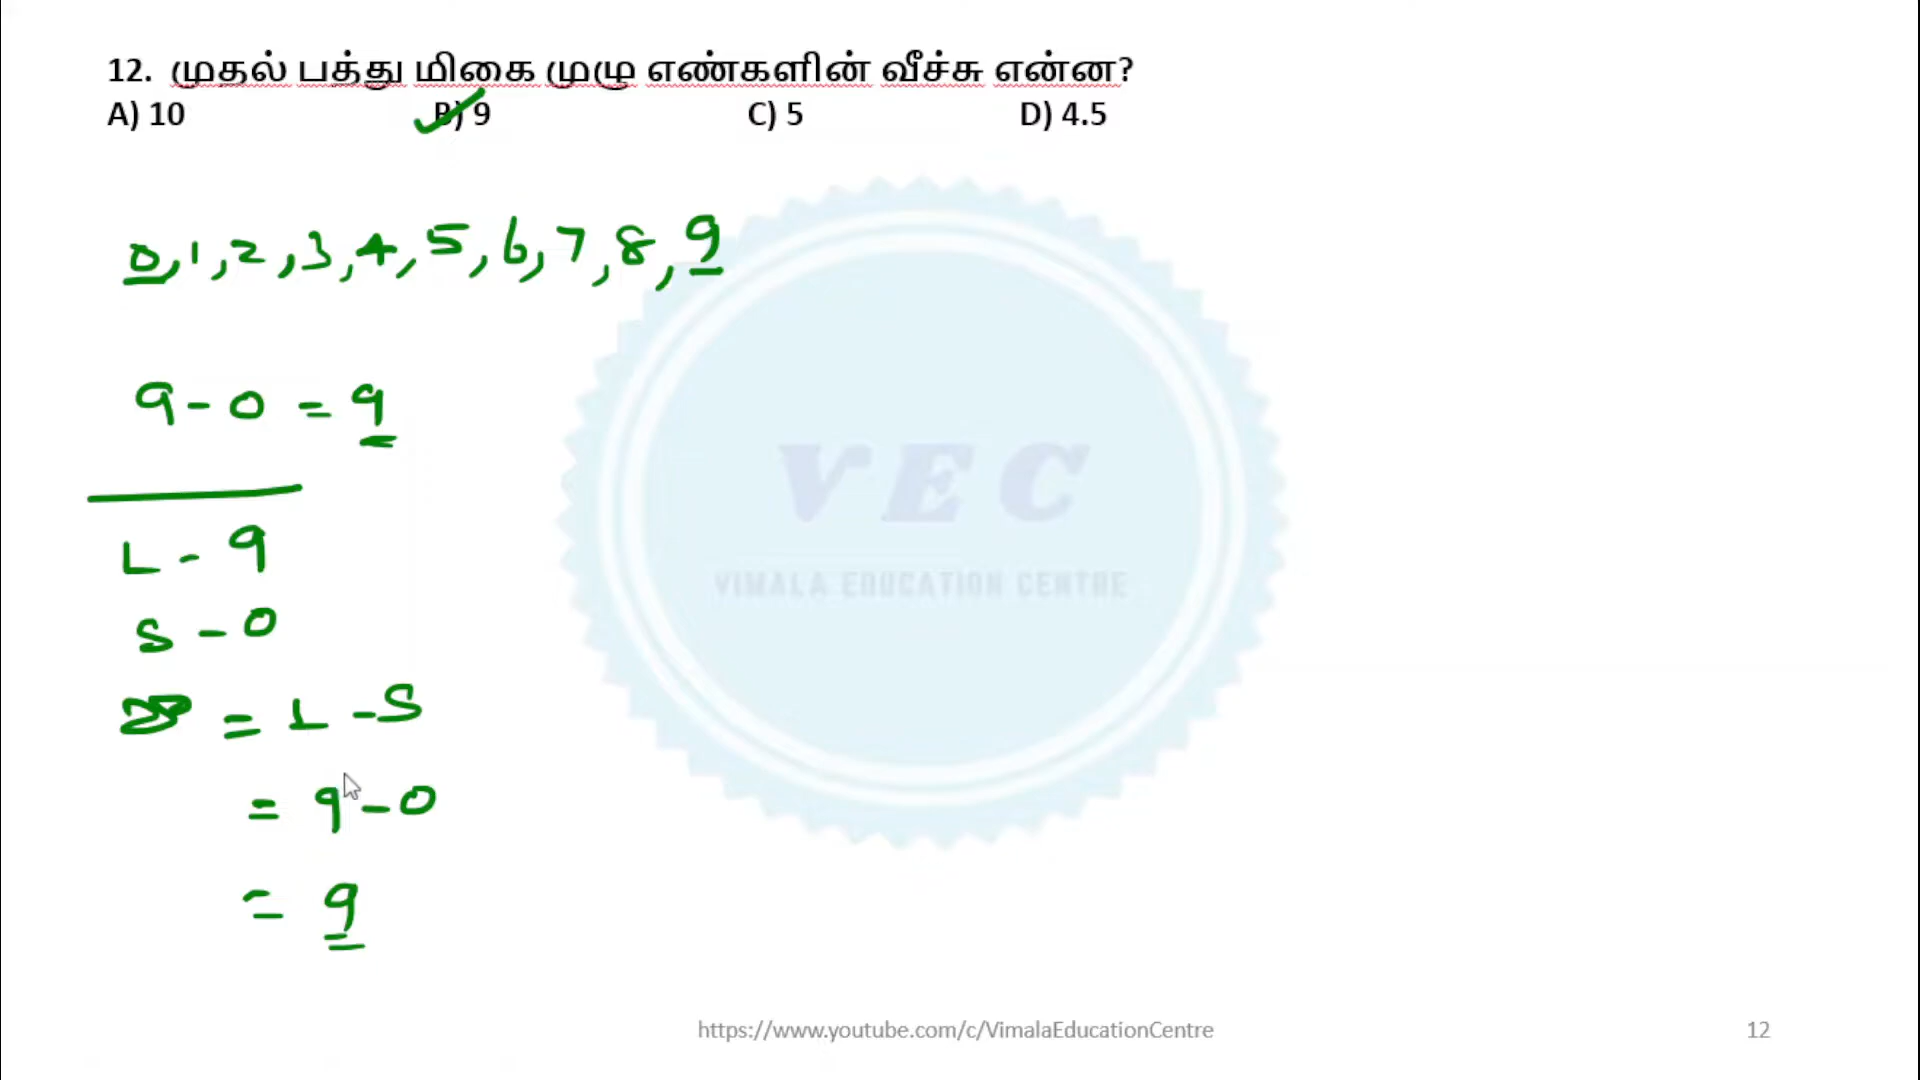 12. முதல் பத்து மிகை முழு எண்களின் வீச்சு என்ன?
A) 10 B) 9 C) 5 D) 4.5
0, 1, 2, 3, 4, 5, 6, 7, 8, 9
9 - 0 = 9
L - 9
S - 0
= L - S
= 9 - 0
= 9
VEC
VIMALA EDUCATION CENTRE
https://www.youtube.com/c/VimalaEducationCentre
12